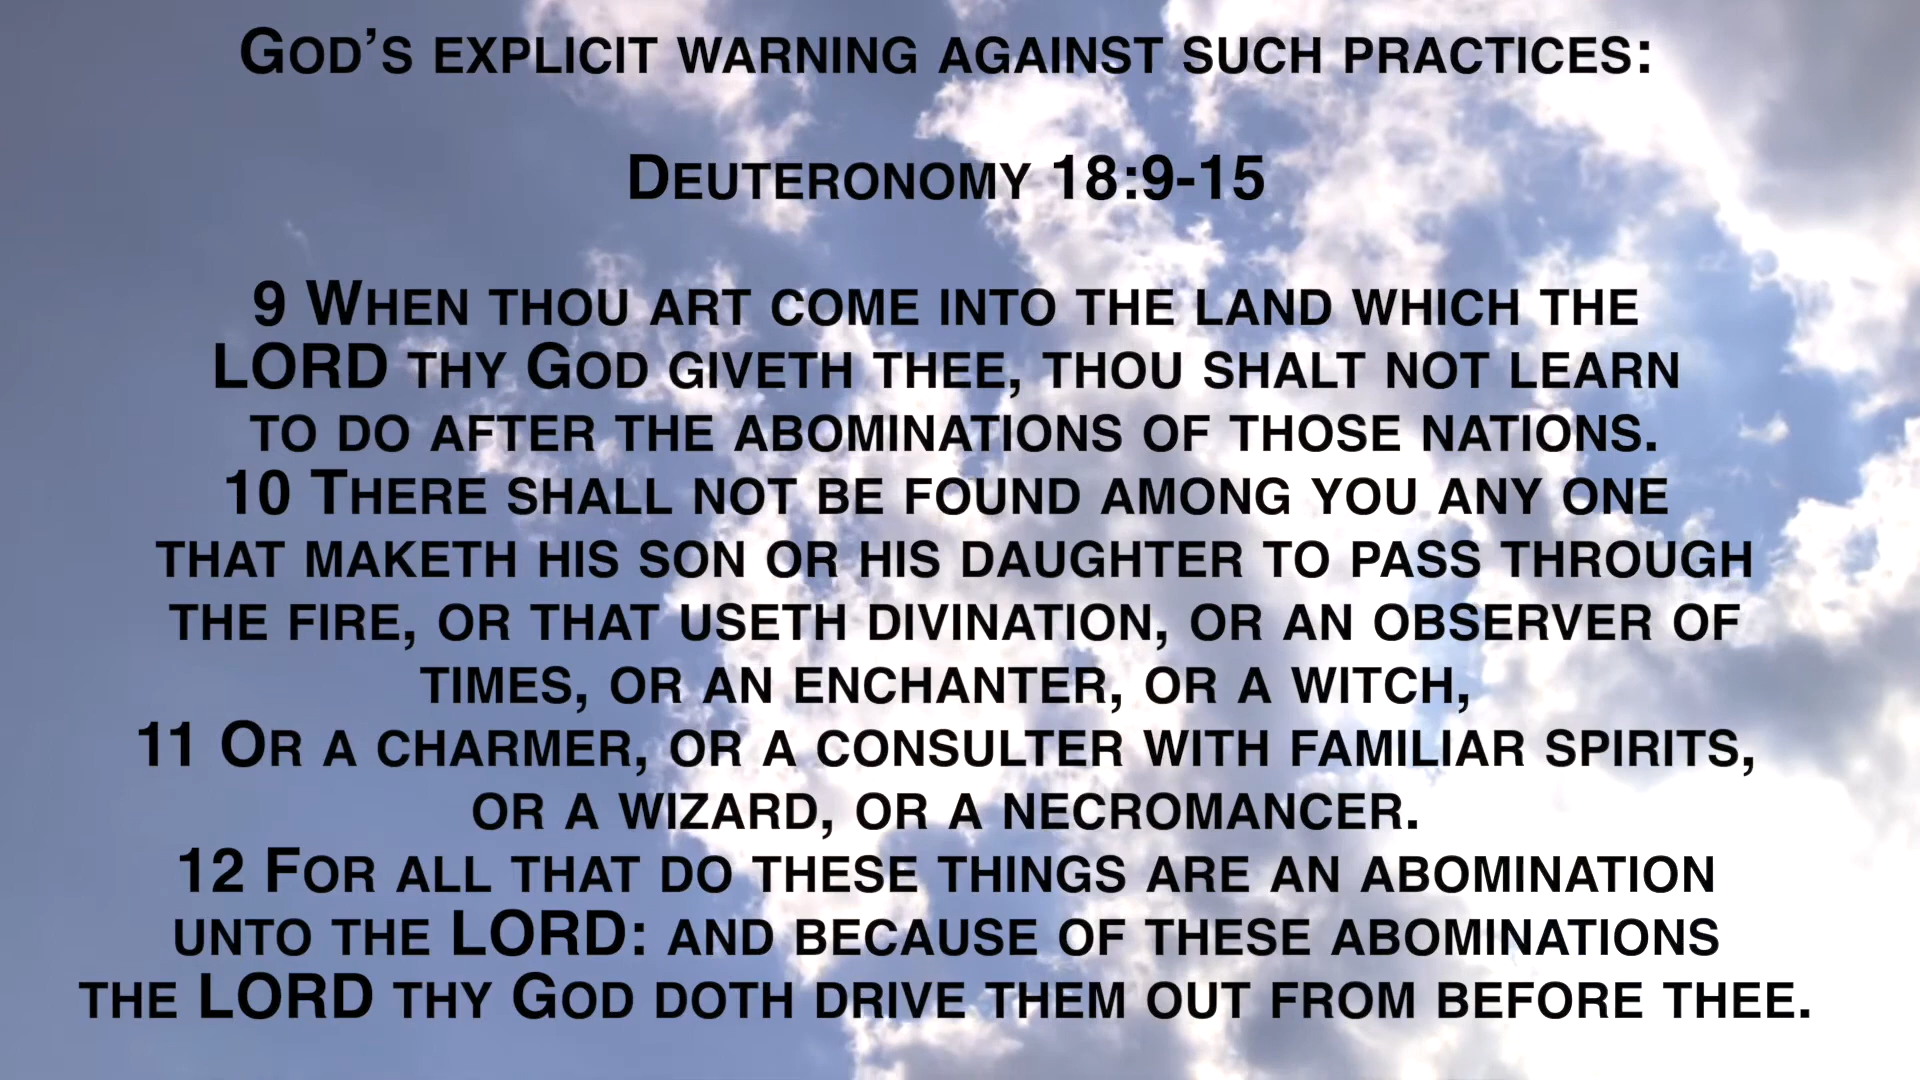 God's explicit warning against such practices:
Deuteronomy 18:9-15
9 When thou art come into the land which the
LORD thy God giveth thee, thou shalt not learn
to do after the abominations of those nations.
10 There shall not be found among you any one
that maketh his son or his daughter to pass through
the fire, or that useth divination, or an observer of
times, or an enchanter, or a witch,
11 Or a charmer, or a consulter with familiar spirits,
or a wizard, or a necromancer.
12 For all that do these things are an abomination
unto the LORD: and because of these abominations
the LORD thy God doth drive them out from before thee.